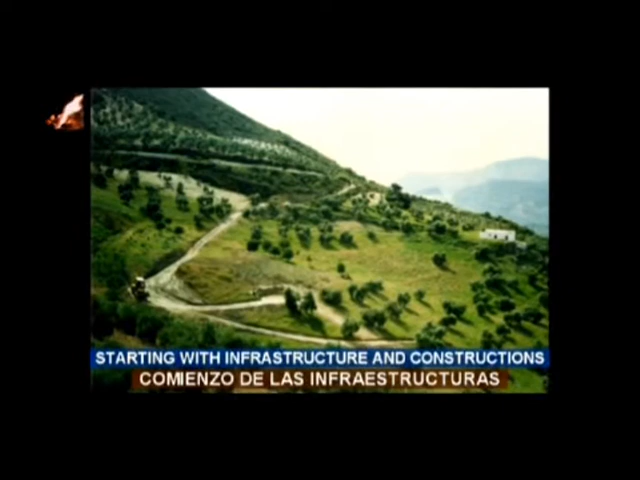 STARTING WITH INFRASTRUCTURE AND CONSTRUCTIONS
COMIENZO DE LAS INFRAESTRUCTURAS